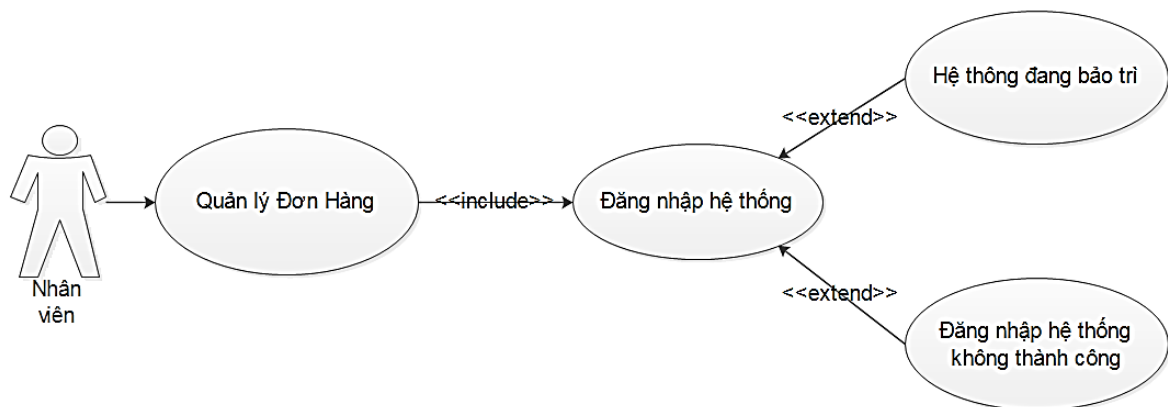 Hệ thông đang bảo trì
<<extend>>
Quản lý Đơn Hàng
<<include>>
Đăng nhập hệ thống
Nhân
viên
<<extend>>
Đăng nhập hệ thống
không thành công